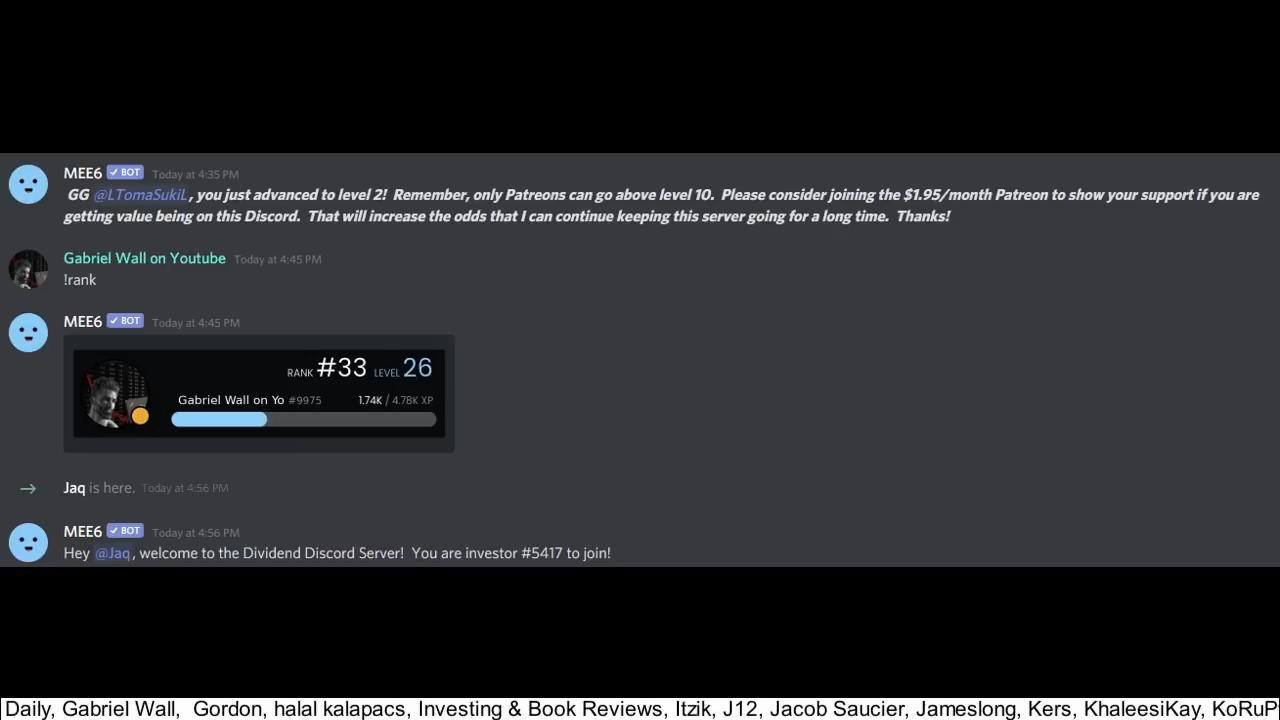 MEE6 ✓ BOT Today at 4:35 PM
GG @LTomaSukiL, you just advanced to level 2! Remember, only Patreons can go above level 10. Please consider joining the $1.95/month Patreon to show your support if you are
getting value being on this Discord. That will increase the odds that I can continue keeping this server going for a long time. Thanks!
Gabriel Wall on Youtube Today at 4:45 PM
!rank
MEE6 ✓ BOT Today at 4:45 PM
RANK #33 LEVEL 26
Gabriel Wall on Yo #9975 1.74K / 4.78K XP
Jaq is here. Today at 4:56 PM
MEE6 ✓ BOT Today at 4:56 PM
Hey @Jaq, welcome to the Dividend Discord Server! You are investor #5417 to join!
Daily, Gabriel Wall, Gordon, halal kalapacs, Investing & Book Reviews, Itzik, J12, Jacob Saucier, Jameslong, Kers, KhaleesiKay, KoRuP